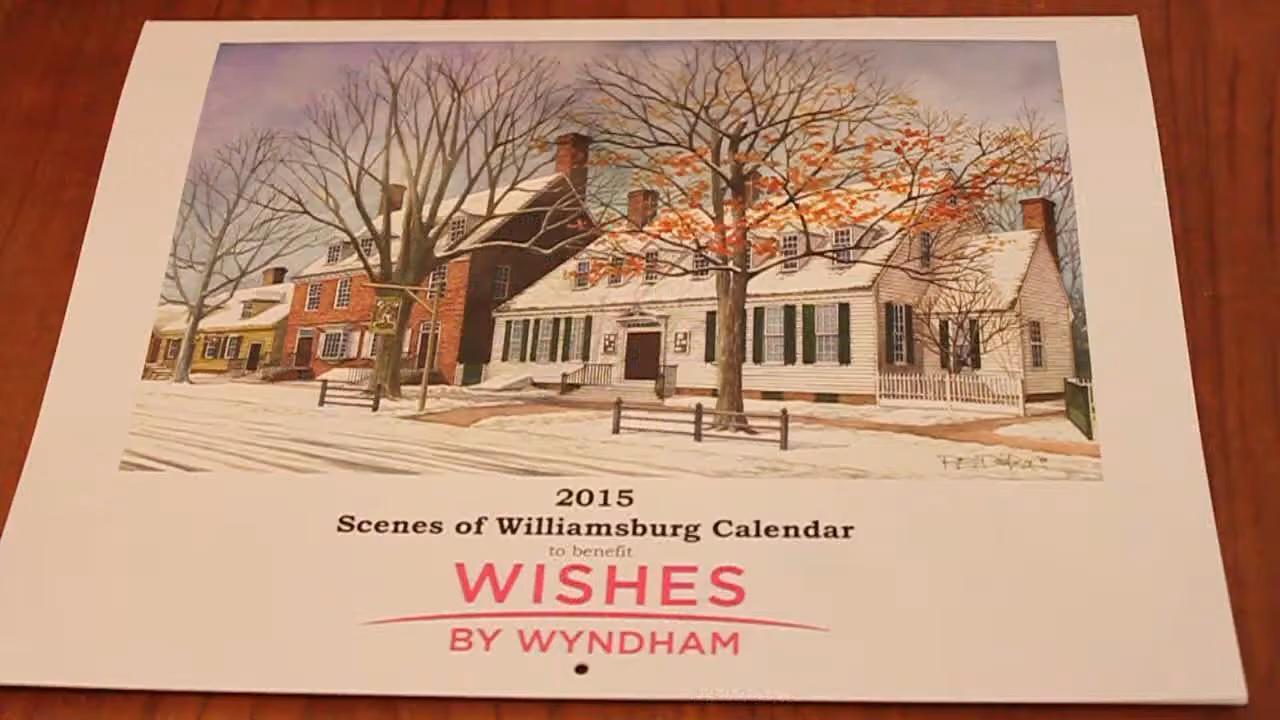 2015
Scenes of Williamsburg Calendar
to benefit
WISHES
BY WYNDHAM